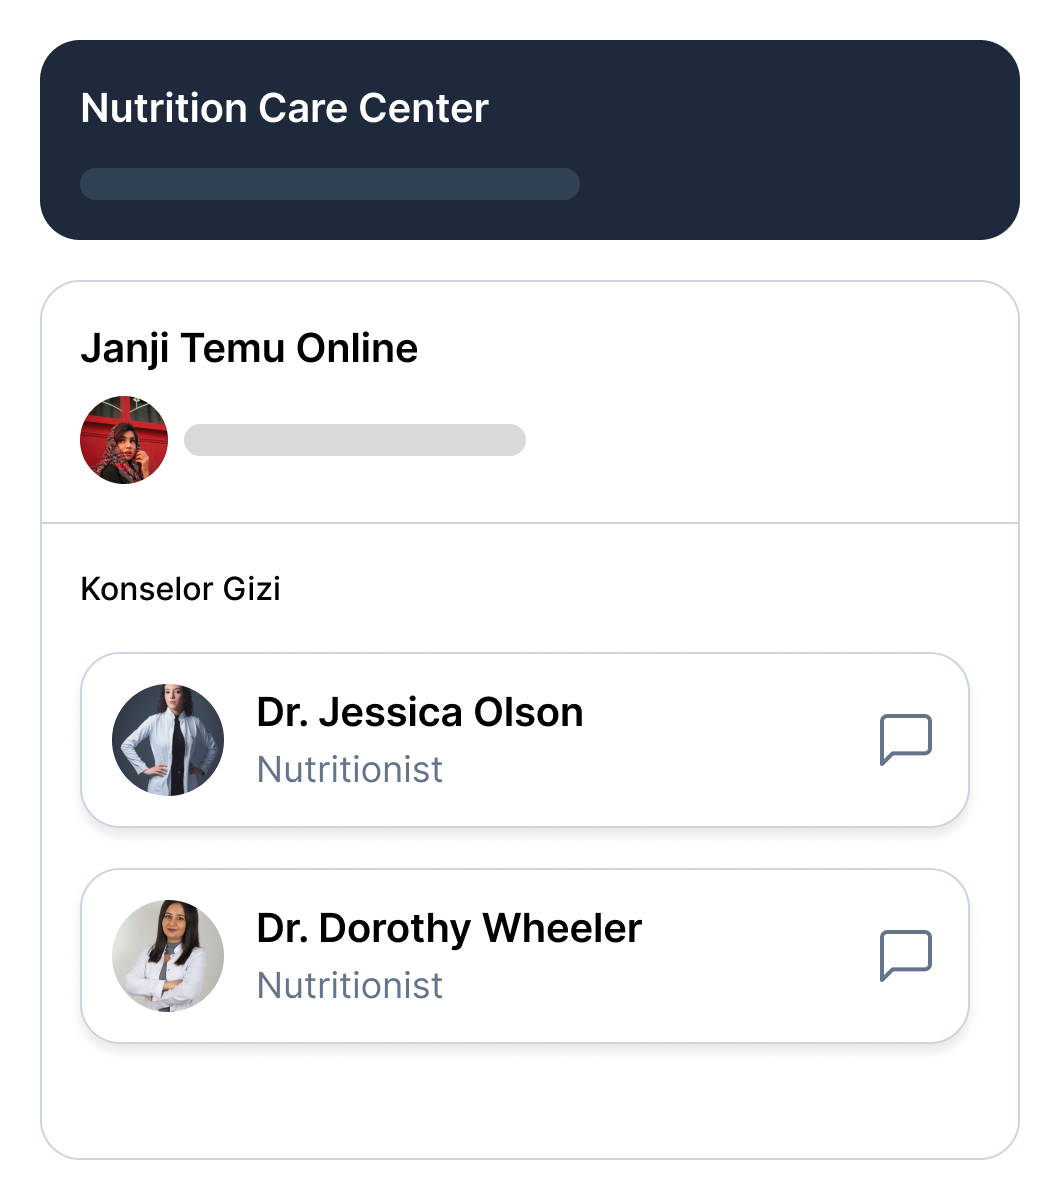 Nutrition Care Center
Janji Temu Online
Konselor Gizi
Dr. Jessica Olson
Nutritionist
Dr. Dorothy Wheeler
Nutritionist